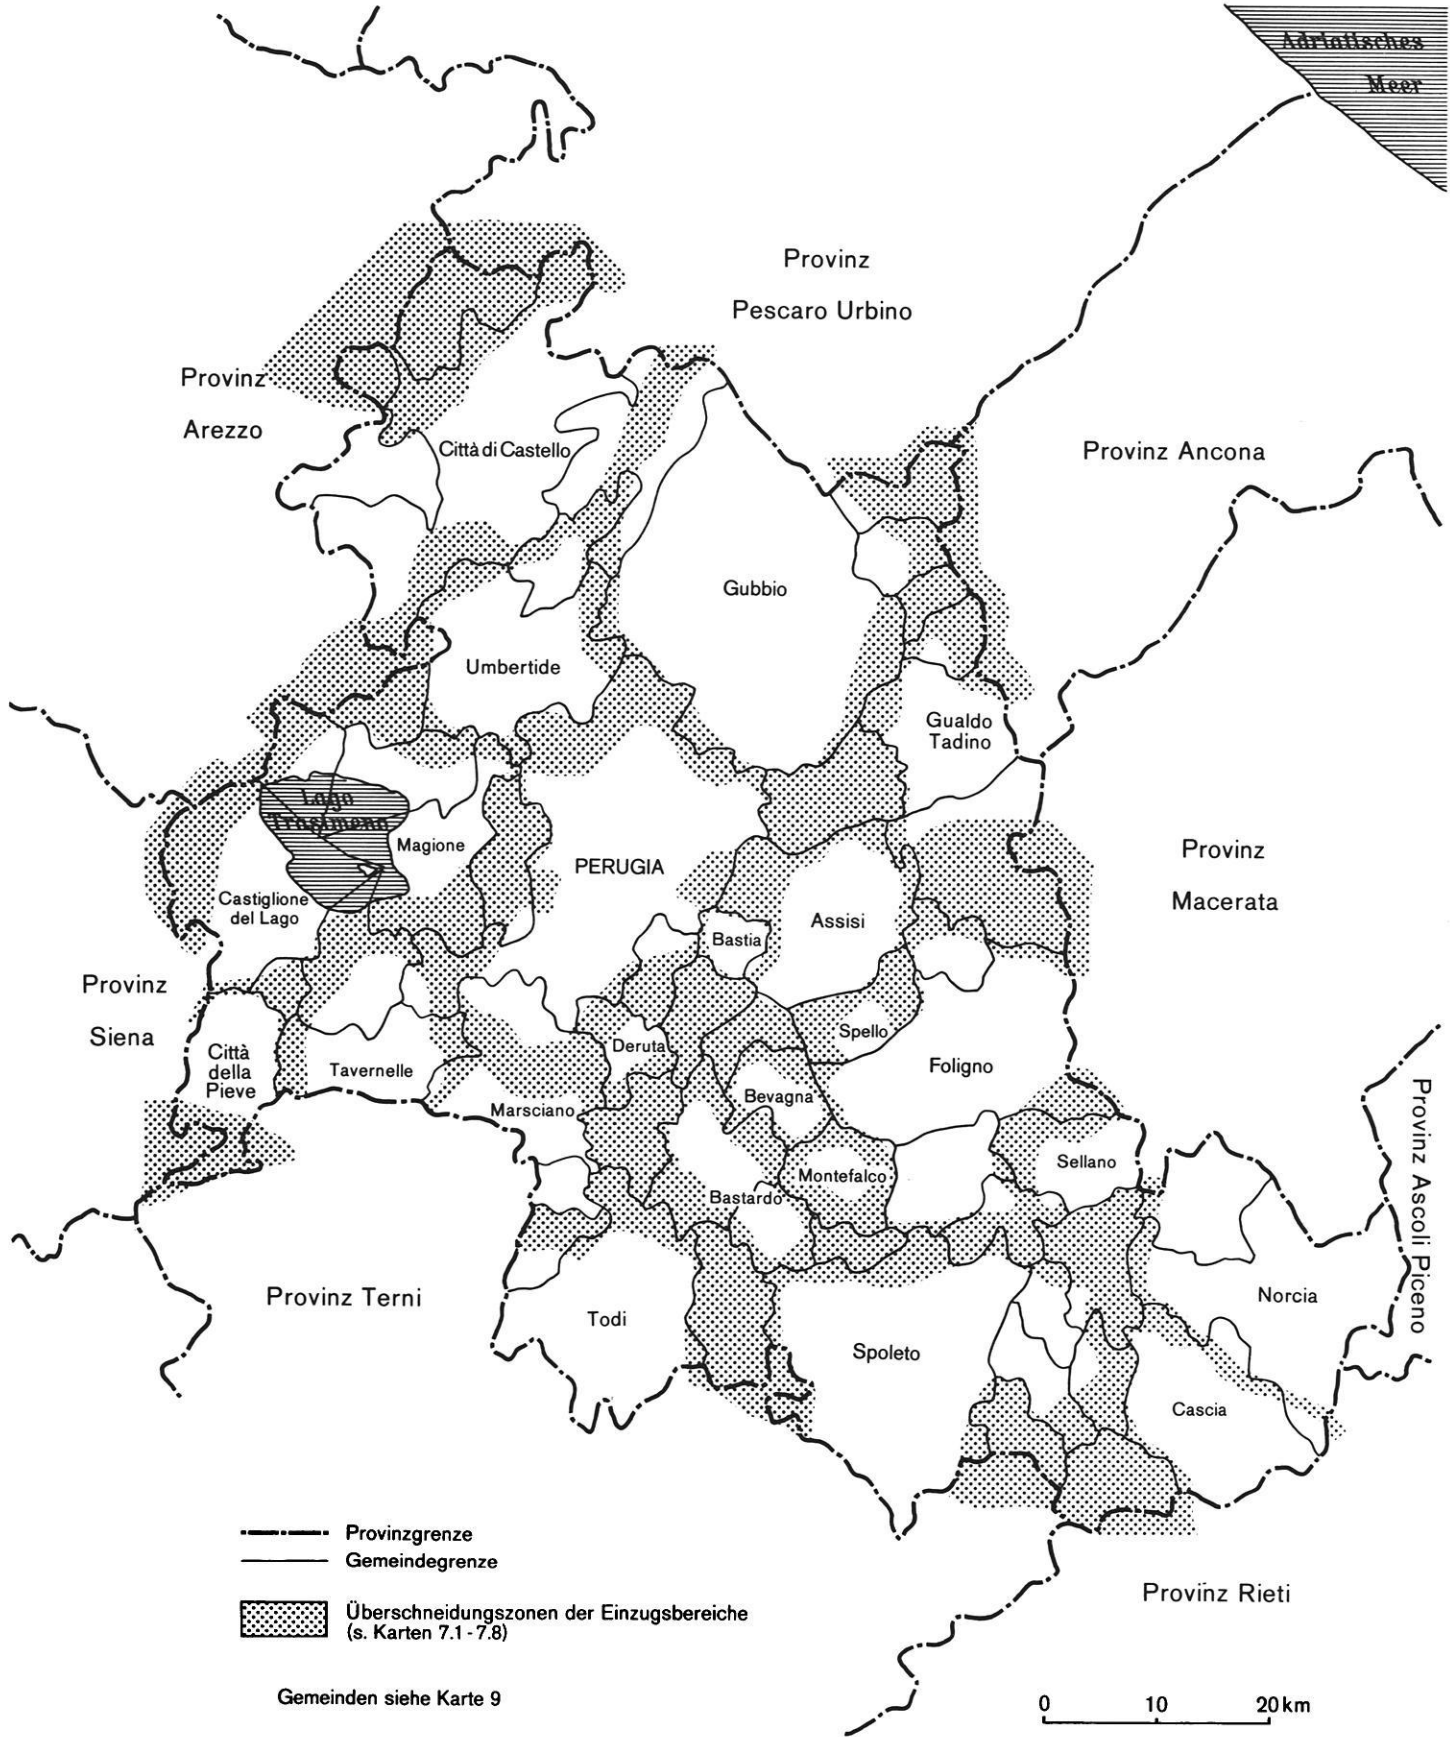 Adriatisches
Meer
Provinz
Pescaro Urbino
Provinz
Arezzo
Città di Castello
Provinz Ancona
Gubbio
Umbertide
Gualdo
Tadino
Lago
Trasimeno
Magione
PERUGIA
Provinz
Macerata
Castiglione
del Lago
Assisi
Bastia
Provinz
Siena
Spello
Deruta
Città
della
Pieve
Tavernelle
Foligno
Bevagna
Marsciano
Provinz Ascoli Piceno
Sellano
Montefalco
Bastardo
Provinz Terni
Norcia
Todi
Spoleto
Cascia
Provinzgrenze
Gemeindegrenze
Überschneidungszonen der Einzugsbereiche
(s. Karten 7.1 - 7.8)
Provinz Rieti
Gemeinden siehe Karte 9
0 10 20 km